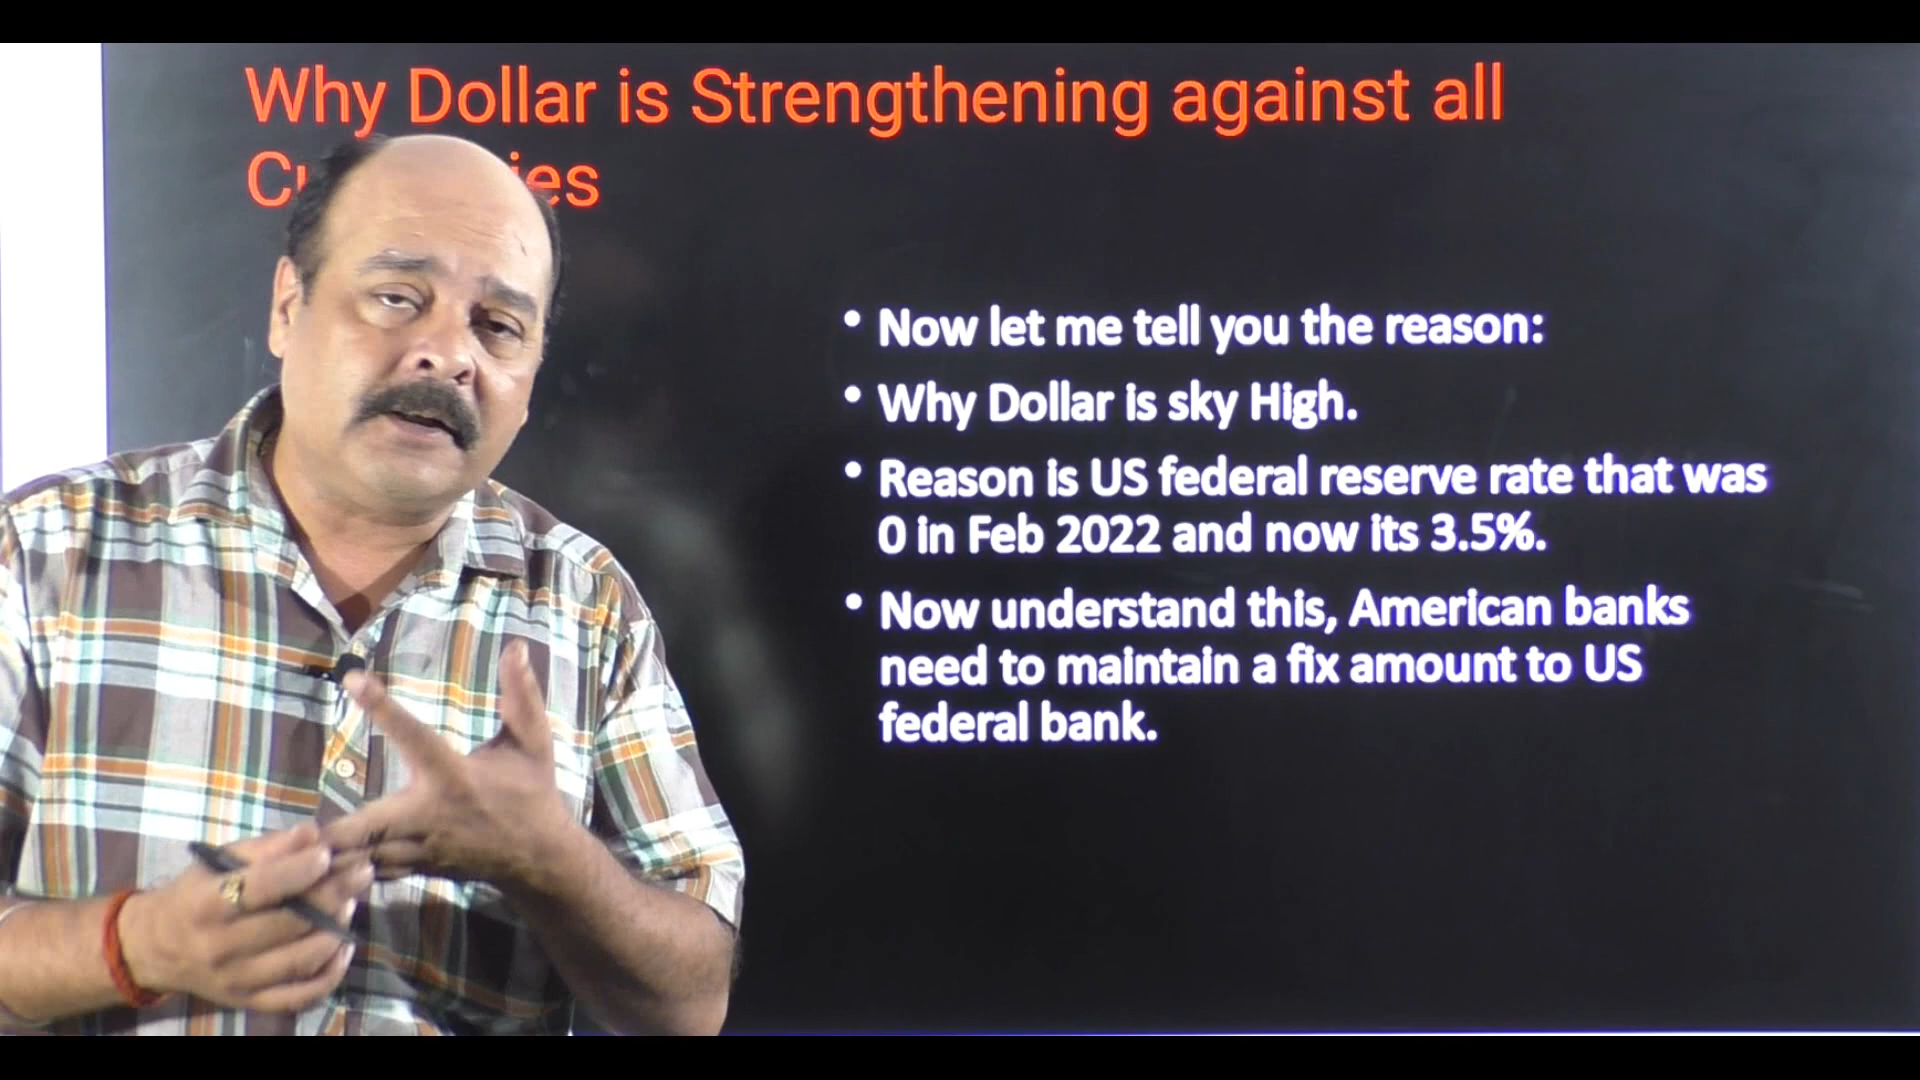 Why Dollar is Strengthening against all
• Now let me tell you the reason:
• Why Dollar is sky High.
• Reason is US federal reserve rate that was
0 in Feb 2022 and now its 3.5%.
• Now understand this, American banks
need to maintain a fix amount to US
federal bank.